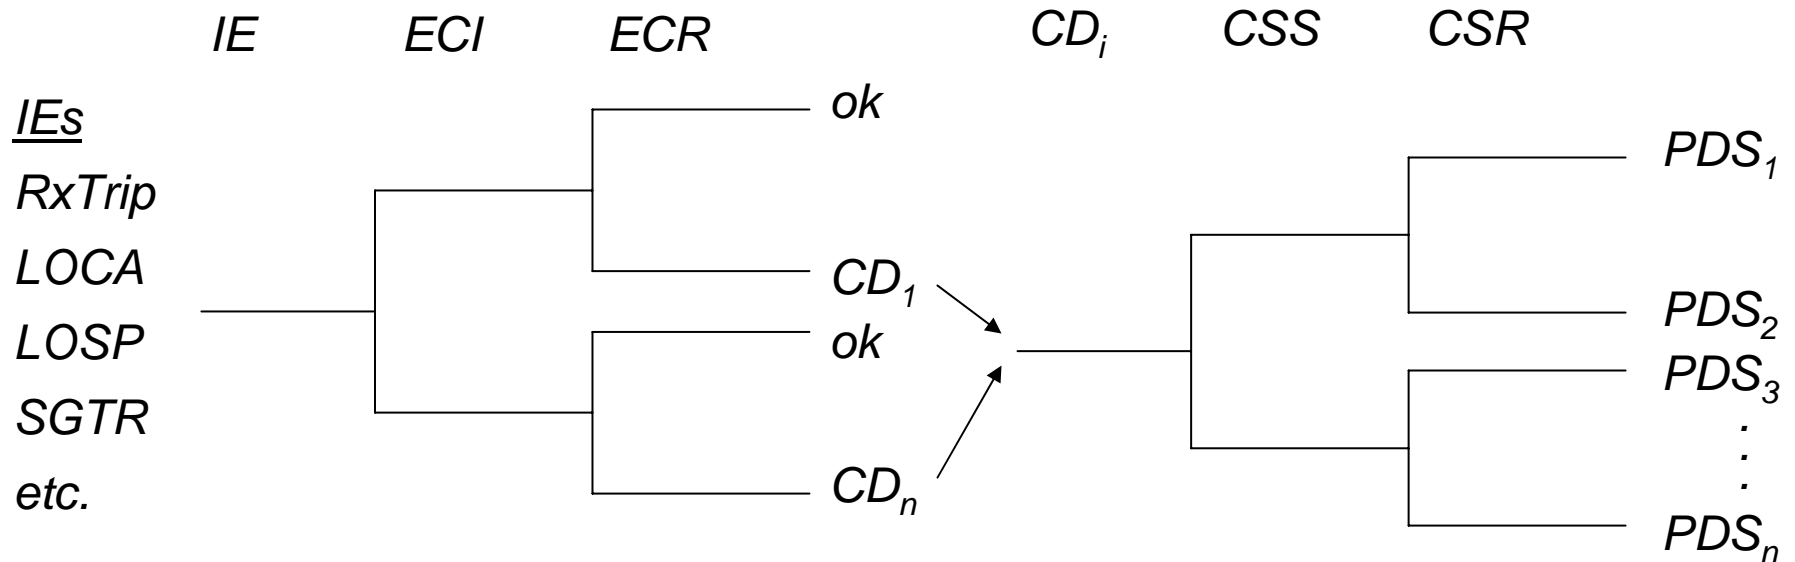 IE ECI ECR CDᵢ CSS CSR
IEs
RxTrip
LOCA
LOSP
SGTR
etc.
ok
CD₁
ok
CDₙ
PDS₁
PDS₂
PDS₃
.
.
.
PDSₙ